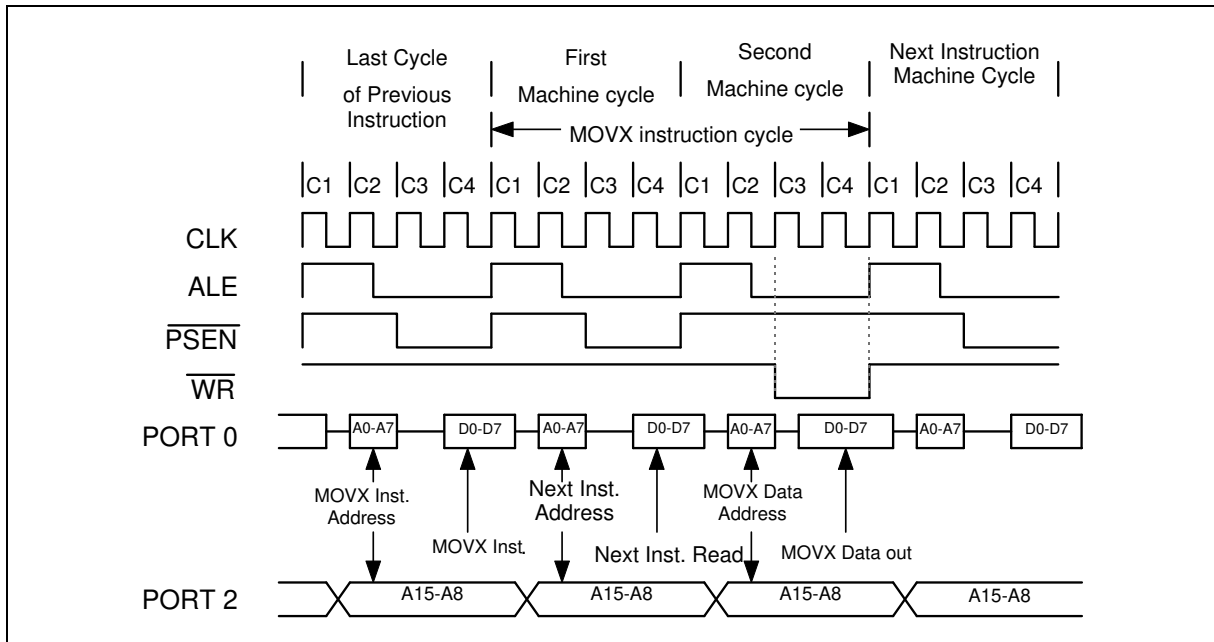 Last Cycle
of Previous
Instruction
First
Machine cycle
Second
Machine cycle
Next Instruction
Machine Cycle
MOVX instruction cycle
C1 C2 C3 C4 C1 C2 C3 C4 C1 C2 C3 C4 C1 C2 C3 C4
CLK
ALE
PSEN
WR
PORT 0
A0-A7 D0-D7 A0-A7 D0-D7 A0-A7 D0-D7 A0-A7 D0-D7
MOVX Inst.
Address
MOVX Inst.
Next Inst.
Address
Next Inst. Read
MOVX Data
Address
MOVX Data out
PORT 2
A15-A8 A15-A8 A15-A8 A15-A8